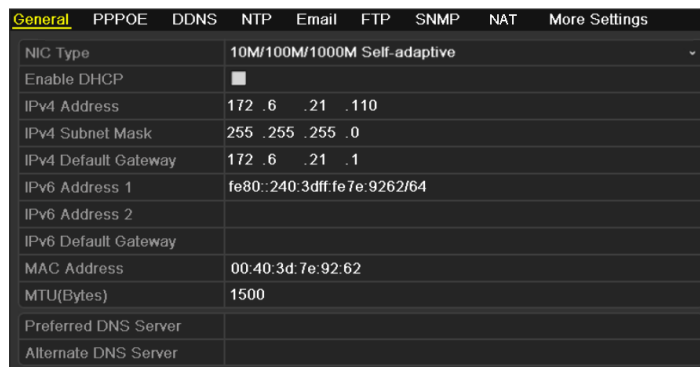 General PPPOE DDNS NTP Email FTP SNMP NAT More Settings
NIC Type 10M/100M/1000M Self-adaptive
Enable DHCP
IPv4 Address 172 .6 .21 .110
IPv4 Subnet Mask 255 .255 .255 .0
IPv4 Default Gateway 172 .6 .21 .1
IPv6 Address 1 fe80::240:3dff:fe7e:9262/64
IPv6 Address 2
IPv6 Default Gateway
MAC Address 00:40:3d:7e:92:62
MTU(Bytes) 1500
Preferred DNS Server
Alternate DNS Server